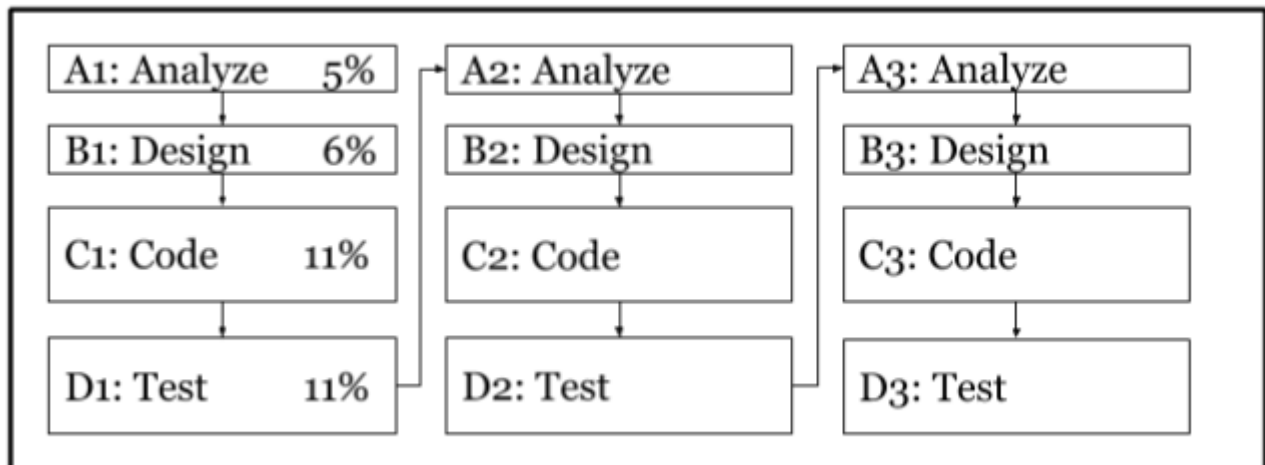 A1: Analyze 5%
B1: Design 6%
C1: Code 11%
D1: Test 11%
A2: Analyze
B2: Design
C2: Code
D2: Test
A3: Analyze
B3: Design
C3: Code
D3: Test